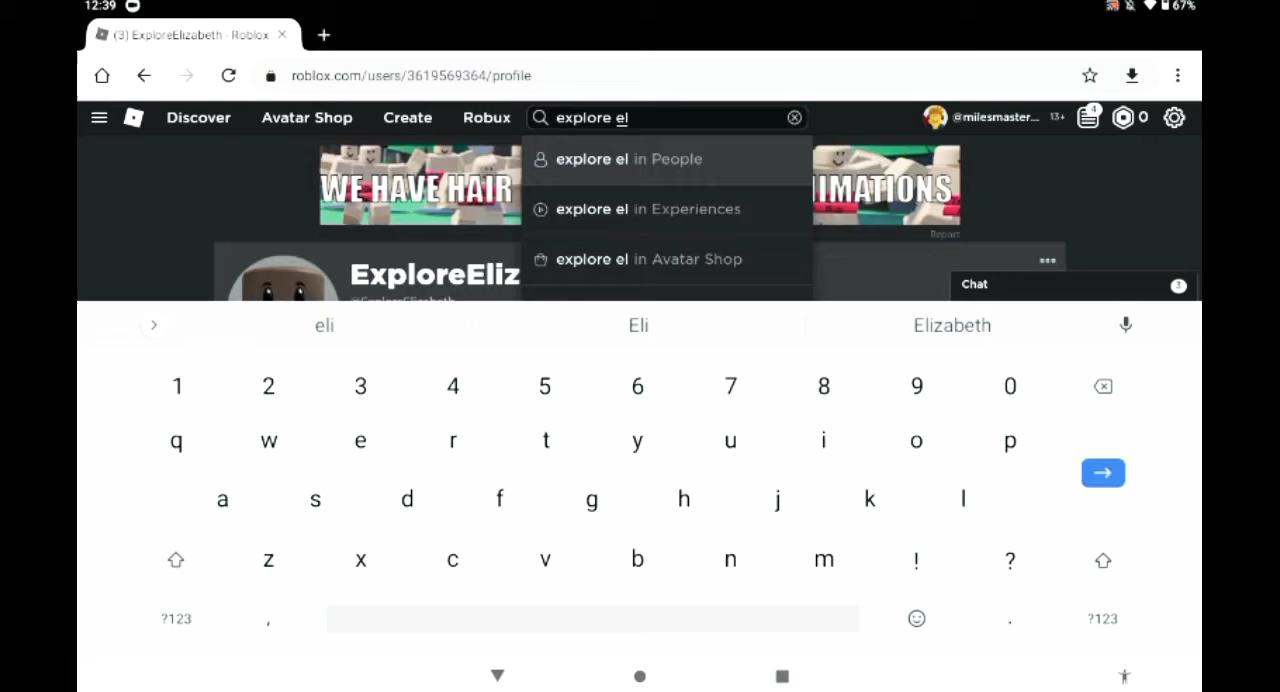 12:39
67%
(3) ExploreElizabeth - Roblox
roblox.com/users/3619569364/profile
Discover Avatar Shop Create Robux explore el @milesmaster... 13+ 4 0
explore el in People
WE HAVE HAIR
IMATIONS
explore el in Experiences
Report
explore el in Avatar Shop
ExploreEliz
Chat 3
eli Eli Elizabeth
1 2 3 4 5 6 7 8 9 0
q w e r t y u i o p
a s d f g h j k l
z x c v b n m ! ?
?123 , . ?123